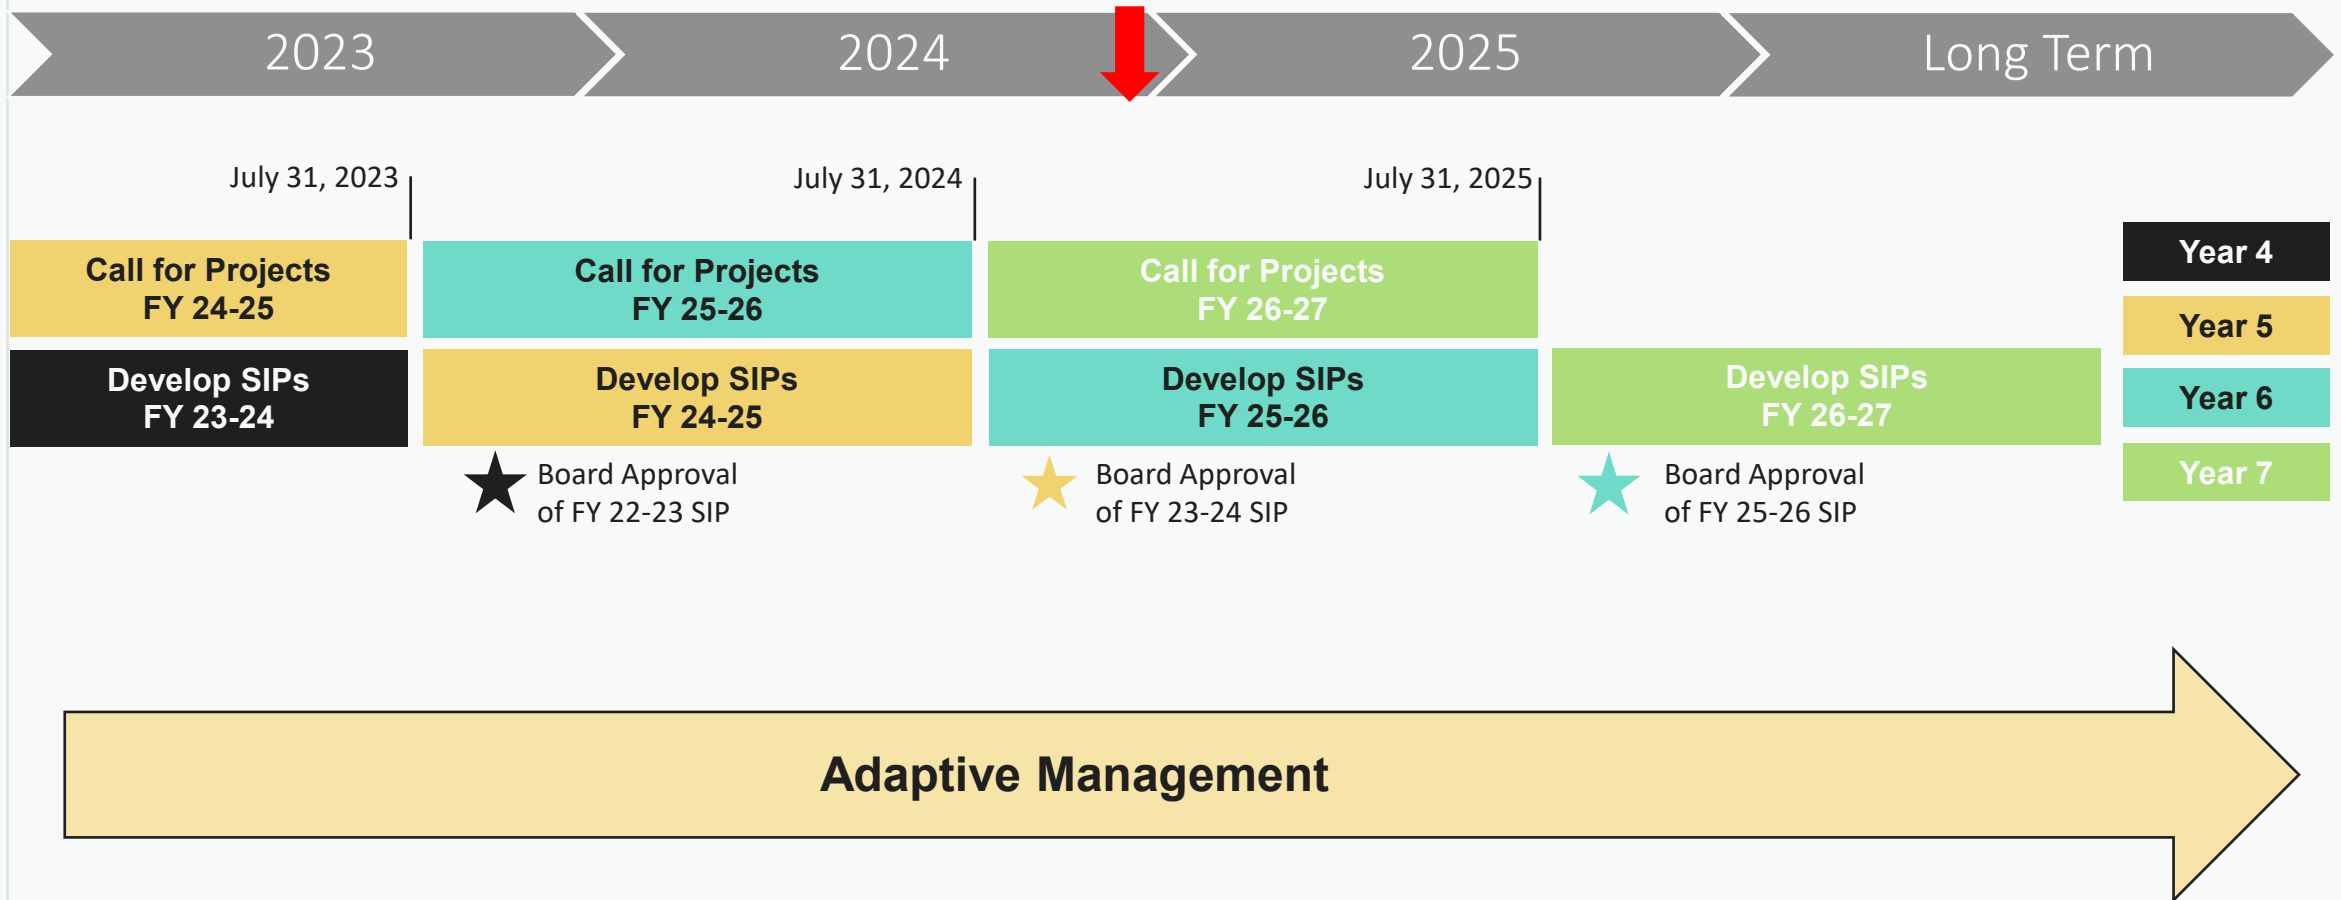 2023
2024
2025
Long Term
July 31, 2023
July 31, 2024
July 31, 2025
Call for Projects
FY 24-25
Call for Projects
FY 25-26
Call for Projects
FY 26-27
Develop SIPs
FY 23-24
Develop SIPs
FY 24-25
Develop SIPs
FY 25-26
Develop SIPs
FY 26-27
Year 4
Year 5
Year 6
Year 7
Board Approval
of FY 22-23 SIP
Board Approval
of FY 23-24 SIP
Board Approval
of FY 25-26 SIP
Adaptive Management